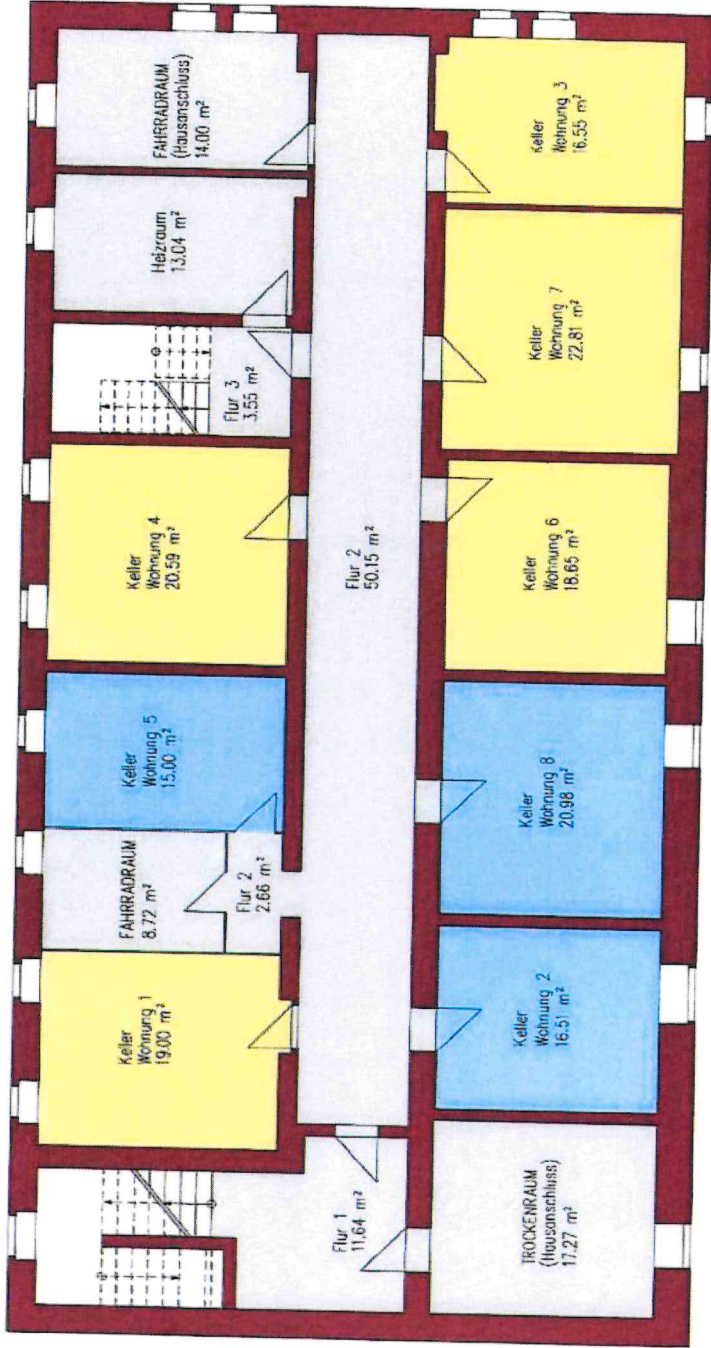 FAHRRADRAUM
(Hausanschluss)
14.00 m²
Heizraum
13.04 m²
Flur 3
3.55 m²
Keller
Wohnung 4
20.59 m²
Keller
Wohnung 5
15.00 m²
FAHRRADRAUM
8.72 m²
Flur 2
2.66 m²
Keller
Wohnung 1
19.00 m²
Flur 1
11.64 m²
Flur 2
50.15 m²
Keller
Wohnung 3
16.55 m²
Keller
Wohnung 7
22.81 m²
Keller
Wohnung 6
18.65 m²
Keller
Wohnung 8
20.98 m²
Keller
Wohnung 2
16.51 m²
TROCKENRAUM
(Hausanschluss)
17.27 m²